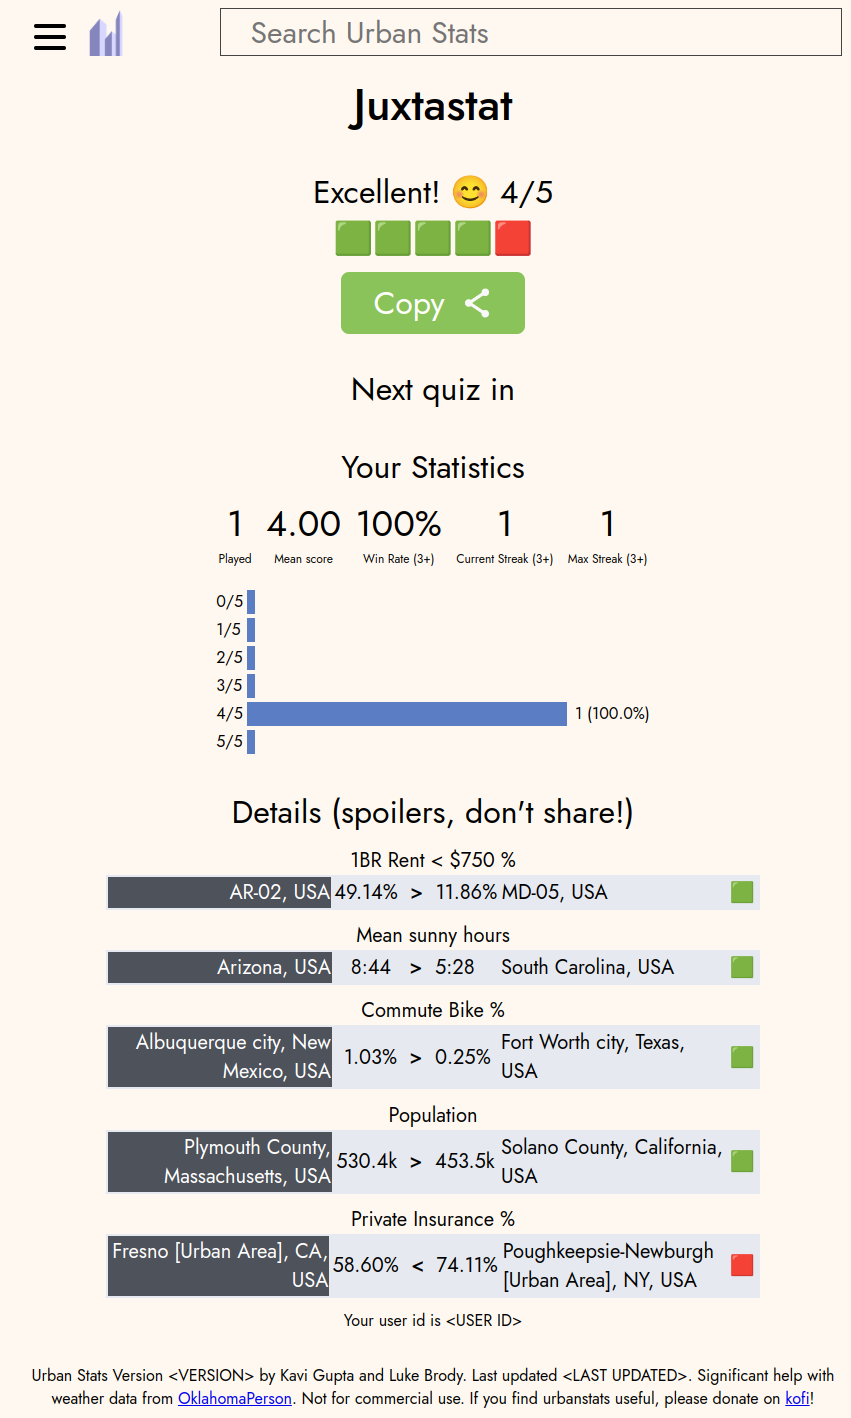 Search Urban Stats
Juxtastat
Excellent! 😊 4/5
🟩🟩🟩🟩🟥
Copy
Next quiz in
Your Statistics
1 4.00 100% 1 1
Played Mean score Win Rate (3+) Current Streak (3+) Max Streak (3+)
0/5
1/5
2/5
3/5
4/5 1 (100.0%)
5/5
Details (spoilers, don't share!)
1BR Rent < $750 %
AR-02, USA 49.14% > 11.86% MD-05, USA 🟩
Mean sunny hours
Arizona, USA 8:44 > 5:28 South Carolina, USA 🟩
Commute Bike %
Albuquerque city, New
Mexico, USA
1.03% > 0.25%
Fort Worth city, Texas,
USA
🟩
Population
Plymouth County,
Massachusetts, USA
530.4k > 453.5k
Solano County, California,
USA
🟩
Private Insurance %
Fresno [Urban Area], CA,
USA
58.60% < 74.11%
Poughkeepsie-Newburgh
[Urban Area], NY, USA
🟥
Your user id is <USER ID>
Urban Stats Version <VERSION> by Kavi Gupta and Luke Brody. Last updated <LAST UPDATED>. Significant help with
weather data from OklahomaPerson. Not for commercial use. If you find urbanstats useful, please donate on kofi!